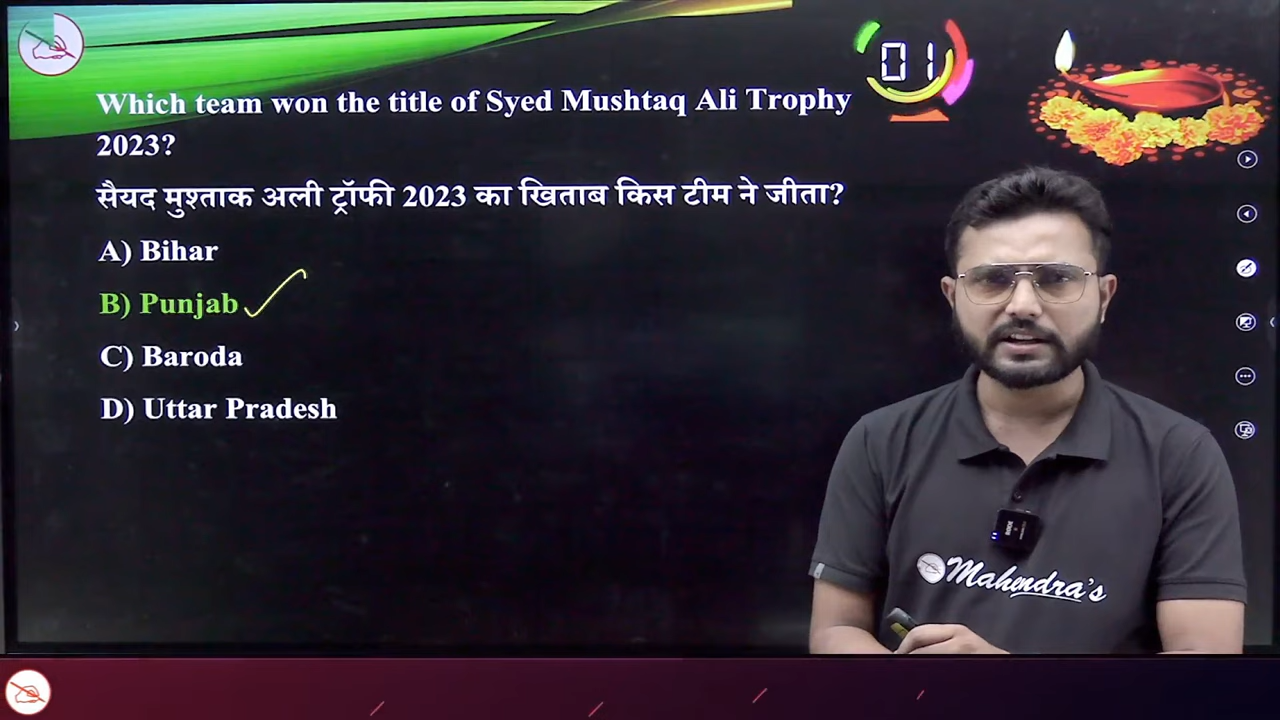 Which team won the title of Syed Mushtaq Ali Trophy
2023?
01
सैयद मुश्ताक अली ट्रॉफी 2023 का खिताब किस टीम ने जीता?
A) Bihar
B) Punjab
C) Baroda
D) Uttar Pradesh
Mahendra's